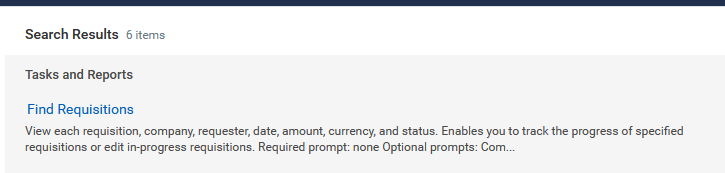 Search Results 6 items
Tasks and Reports
Find Requisitions
View each requisition, company, requester, date, amount, currency, and status. Enables you to track the progress of specified
requisitions or edit in-progress requisitions. Required prompt: none Optional prompts: Com...